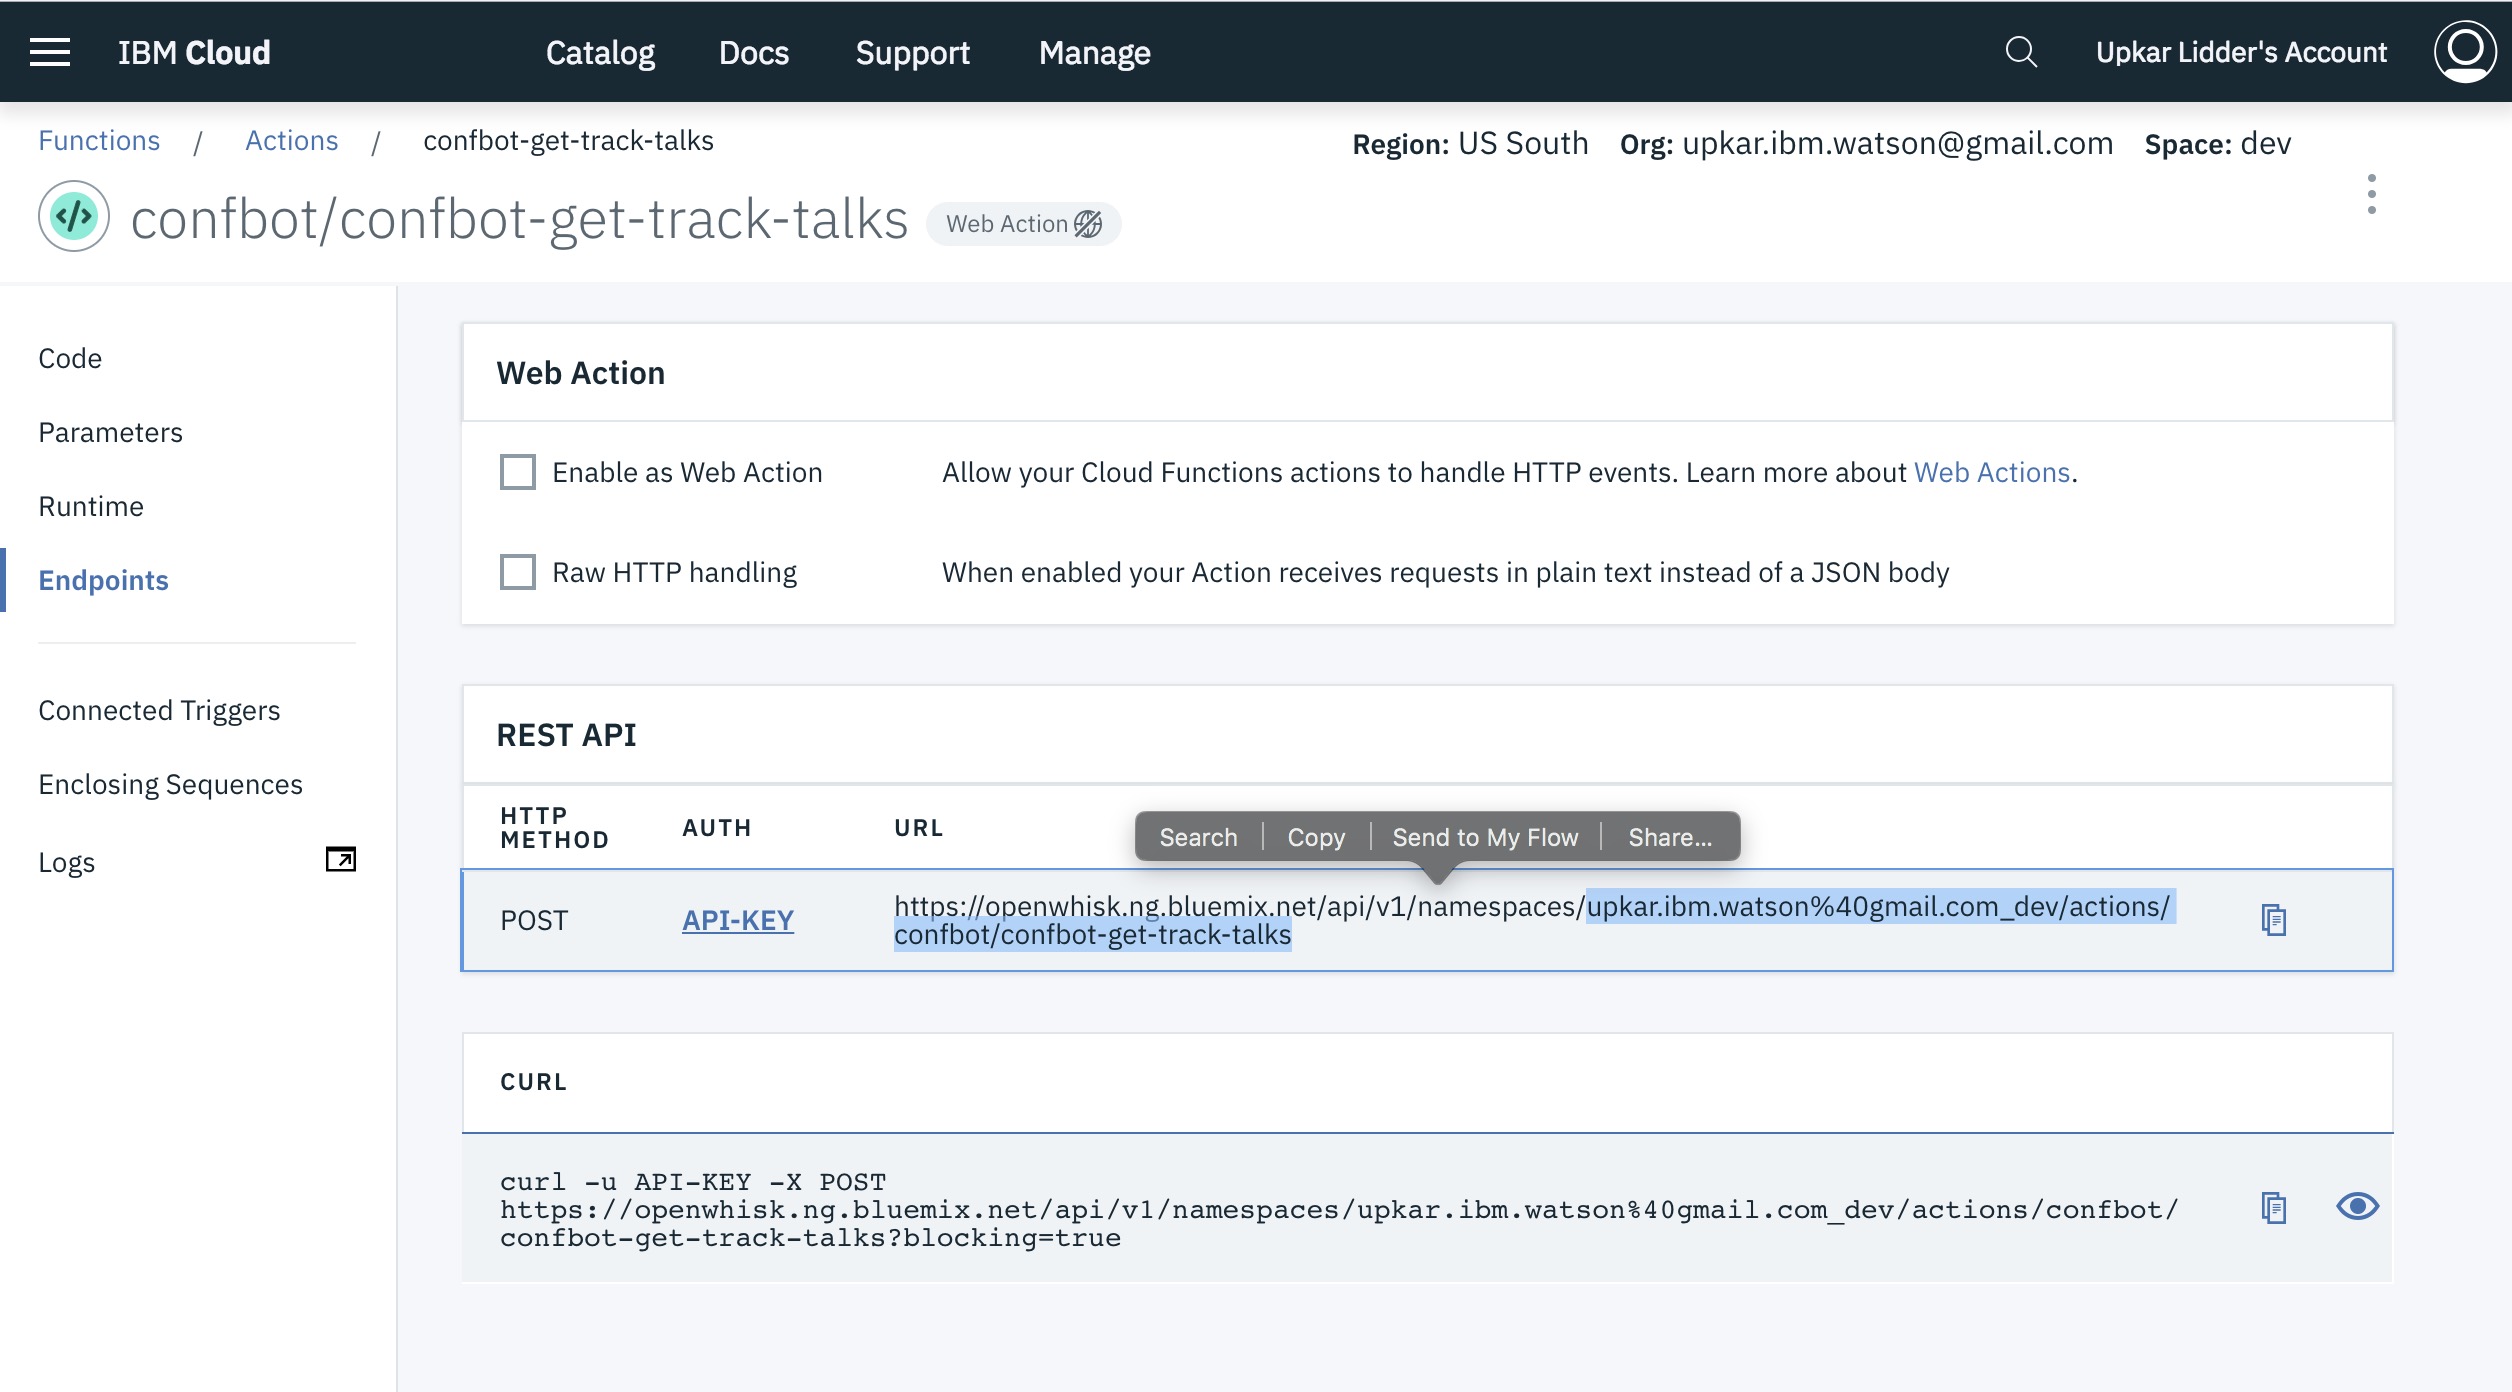 IBM Cloud Catalog Docs Support Manage Upkar Lidder's Account
Functions / Actions / confbot-get-track-talks
Region: US South Org: upkar.ibm.watson@gmail.com Space: dev
confbot/confbot-get-track-talks Web Action
Code
Parameters
Runtime
Endpoints
Connected Triggers
Enclosing Sequences
Logs
Web Action
Enable as Web Action Allow your Cloud Functions actions to handle HTTP events. Learn more about Web Actions.
Raw HTTP handling When enabled your Action receives requests in plain text instead of a JSON body
REST API
HTTP
METHOD
AUTH
URL
Search Copy Send to My Flow Share...
POST
API-KEY
https://openwhisk.ng.bluemix.net/api/v1/namespaces/upkar.ibm.watson%40gmail.com_dev/actions/
confbot/confbot-get-track-talks
CURL
curl -u API-KEY -X POST
https://openwhisk.ng.bluemix.net/api/v1/namespaces/upkar.ibm.watson%40gmail.com_dev/actions/confbot/
confbot-get-track-talks?blocking=true